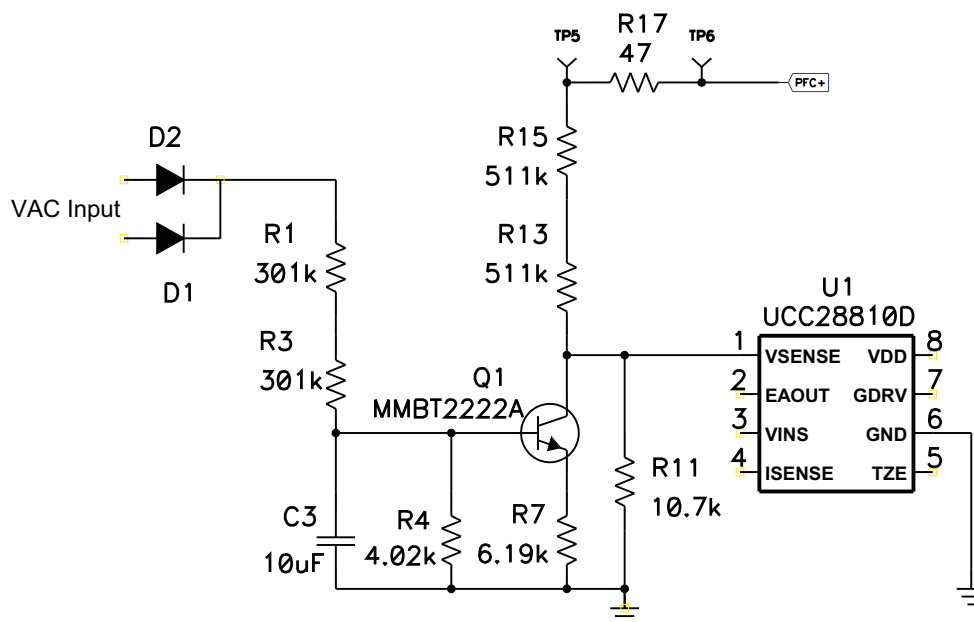 TP5
R17
47
TP6
PFC+
D2
R15
511k
VAC Input
D1
R1
301k
R13
511k
R3
301k
Q1
MMBT2222A
U1
UCC28810D
1 VSENSE VDD 8
2 EAOUT GDRV 7
3 VINS GND 6
4 ISENSE TZE 5
C3
10uF
R4
4.02k
R7
6.19k
R11
10.7k